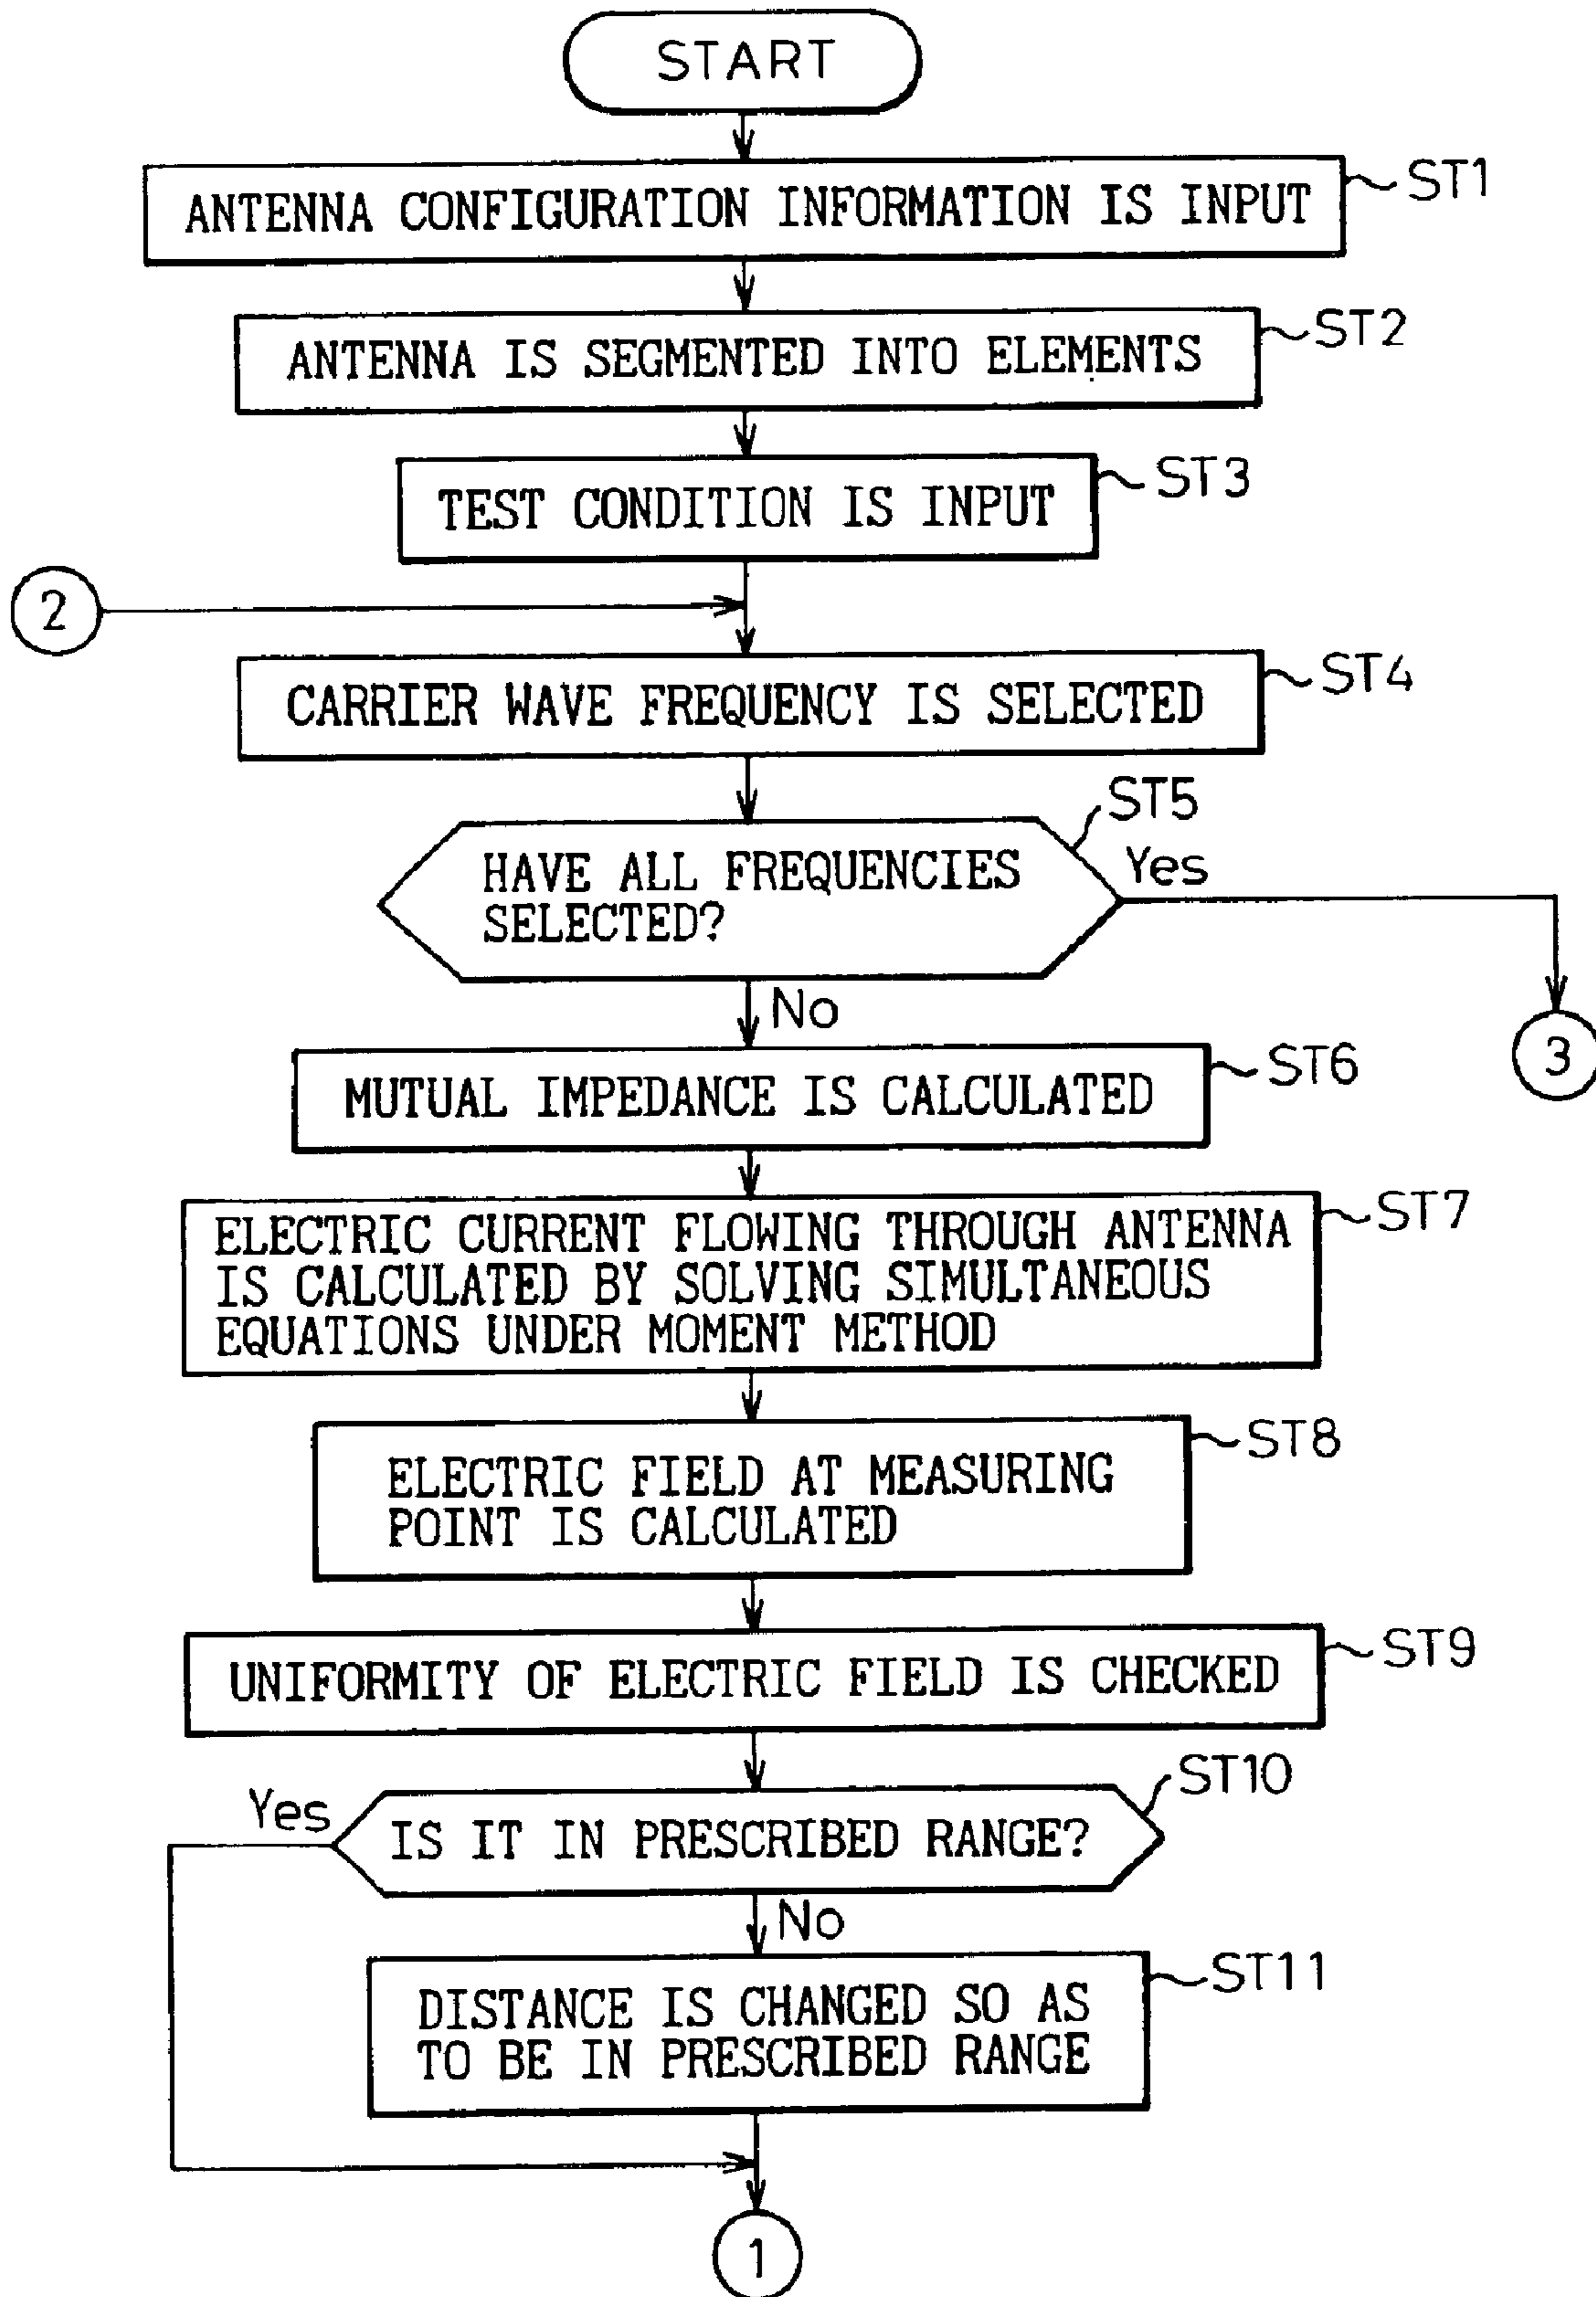 START
ANTENNA CONFIGURATION INFORMATION IS INPUT
ST1
ANTENNA IS SEGMENTED INTO ELEMENTS
ST2
TEST CONDITION IS INPUT
ST3
2
CARRIER WAVE FREQUENCY IS SELECTED
ST4
ST5
HAVE ALL FREQUENCIES
SELECTED?
Yes
No
3
MUTUAL IMPEDANCE IS CALCULATED
ST6
ELECTRIC CURRENT FLOWING THROUGH ANTENNA
IS CALCULATED BY SOLVING SIMULTANEOUS
EQUATIONS UNDER MOMENT METHOD
ST7
ELECTRIC FIELD AT MEASURING
POINT IS CALCULATED
ST8
UNIFORMITY OF ELECTRIC FIELD IS CHECKED
ST9
ST10
Yes
IS IT IN PRESCRIBED RANGE?
No
DISTANCE IS CHANGED SO AS
TO BE IN PRESCRIBED RANGE
ST11
1